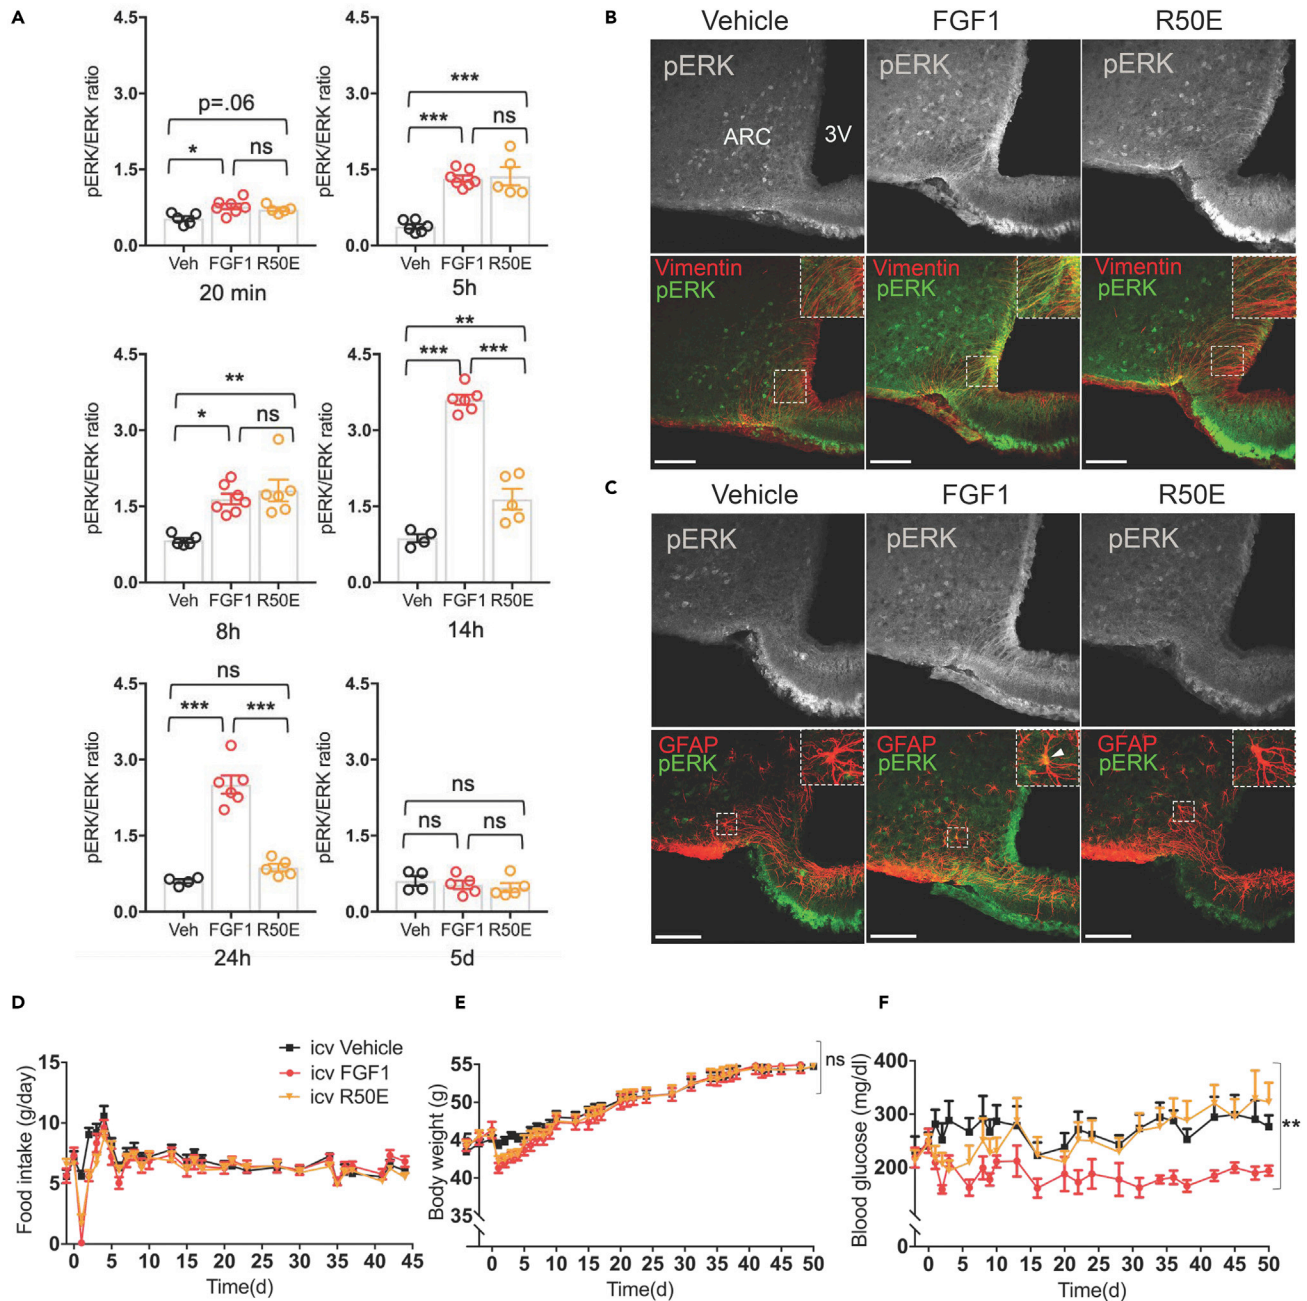 A
4.5
3.0
1.5
0.0
pERK/ERK ratio
p=.06
*
ns
Veh FGF1 R50E
20 min
4.5
3.0
1.5
0.0
pERK/ERK ratio
***
***
ns
Veh FGF1 R50E
5h
4.5
3.0
1.5
0.0
pERK/ERK ratio
**
*
ns
Veh FGF1 R50E
8h
4.5
3.0
1.5
0.0
pERK/ERK ratio
**
***
***
Veh FGF1 R50E
14h
4.5
3.0
1.5
0.0
pERK/ERK ratio
ns
***
***
Veh FGF1 R50E
24h
4.5
3.0
1.5
0.0
pERK/ERK ratio
ns
ns
ns
Veh FGF1 R50E
5d
B
Vehicle FGF1 R50E
pERK pERK pERK
ARC 3V
Vimentin Vimentin Vimentin
pERK pERK pERK
C
Vehicle FGF1 R50E
pERK pERK pERK
GFAP GFAP GFAP
pERK pERK pERK
D
15
10
5
0
Food intake (g/day)
icv Vehicle
icv FGF1
icv R50E
0 5 10 15 20 25 30 35 40 45
Time(d)
E
55
50
45
40
35
Body weight (g)
ns
0 5 10 15 20 25 30 35 40 45 50
Time(d)
F
400
300
200
0
Blood glucose (mg/dl)
**
0 5 10 15 20 25 30 35 40 45 50
Time(d)